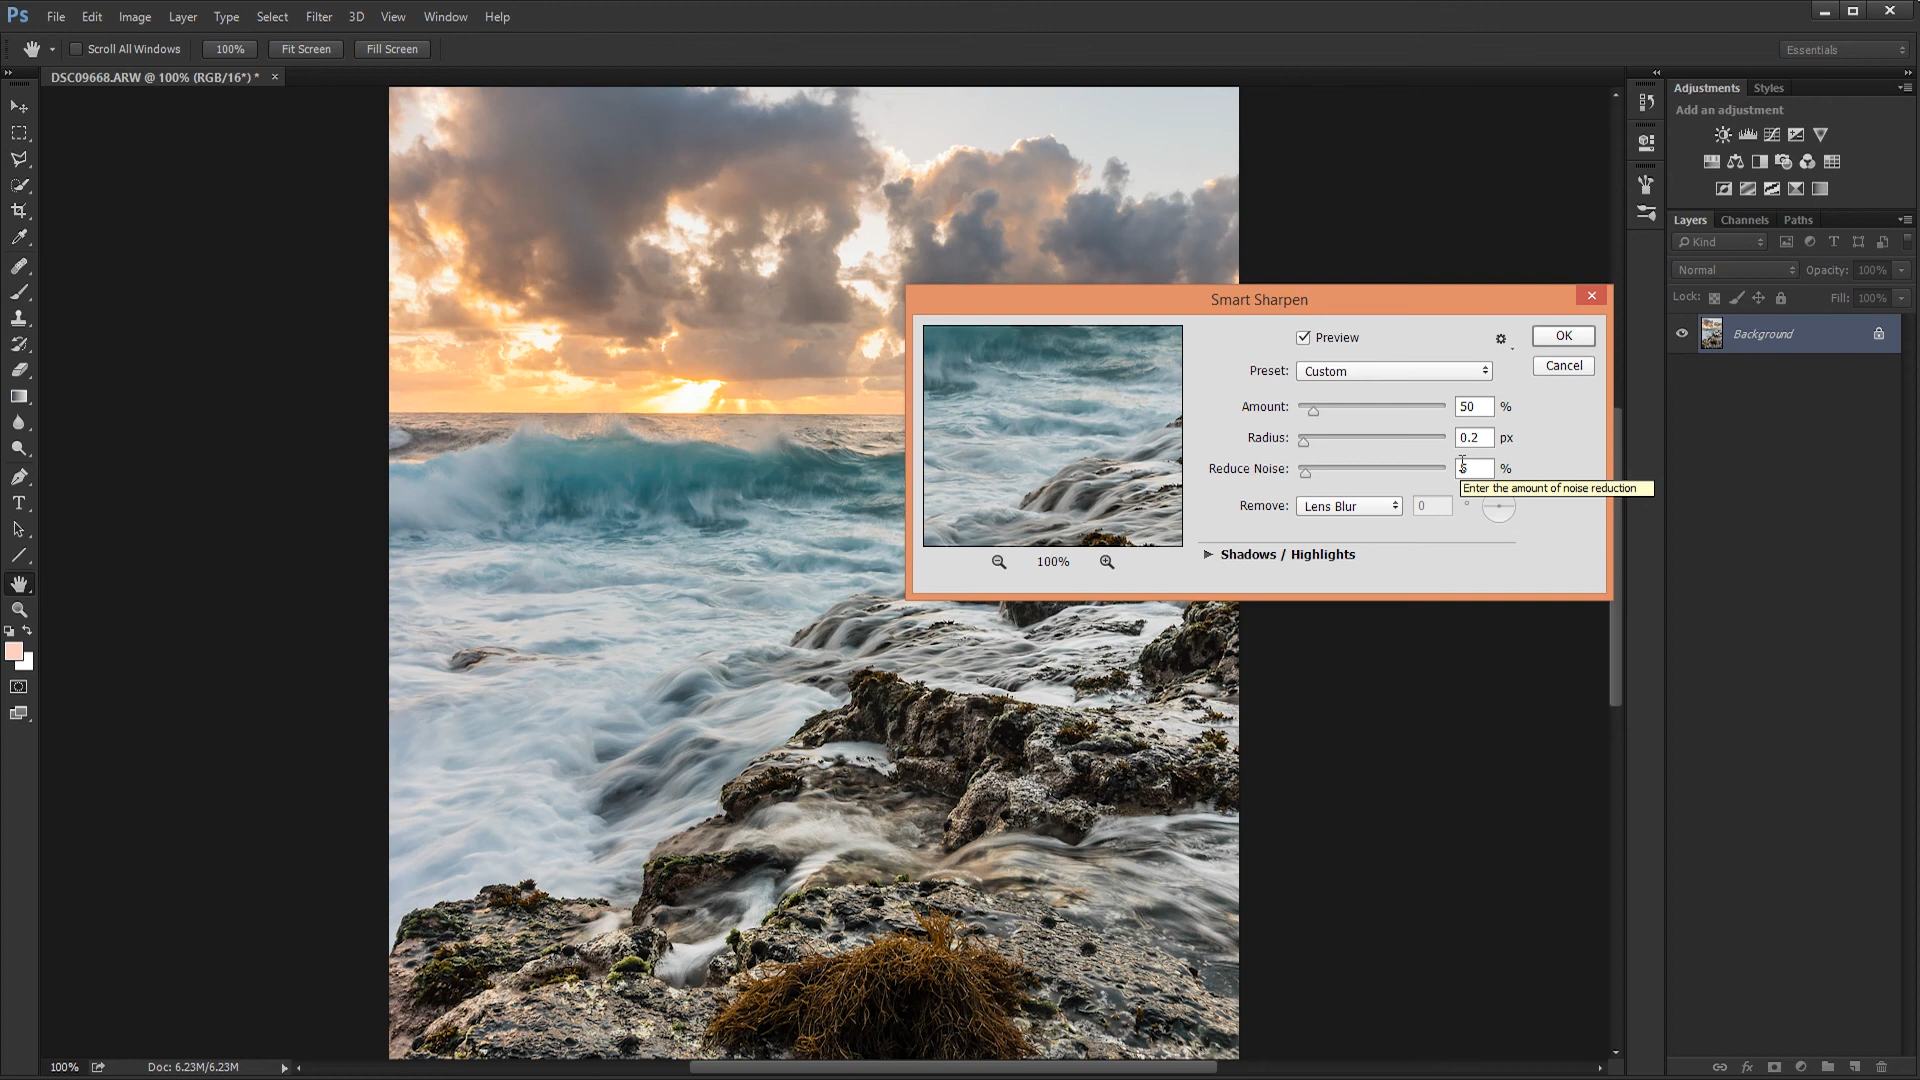 Ps File Edit Image Layer Type Select Filter 3D View Window Help
Scroll All Windows 100% Fit Screen Fill Screen Essentials
DSC09668.ARW @ 100% (RGB/16*) *
Adjustments Styles
Add an adjustment
Layers Channels Paths
Kind
Normal Opacity: 100%
Lock: Fill: 100%
Background
Smart Sharpen
Preview
OK
Preset: Custom
Cancel
Amount: 50 %
Radius: 0.2 px
Reduce Noise: %
Enter the amount of noise reduction
Remove: Lens Blur 0 °
Shadows / Highlights
100%
100% Doc: 6.23M/6.23M